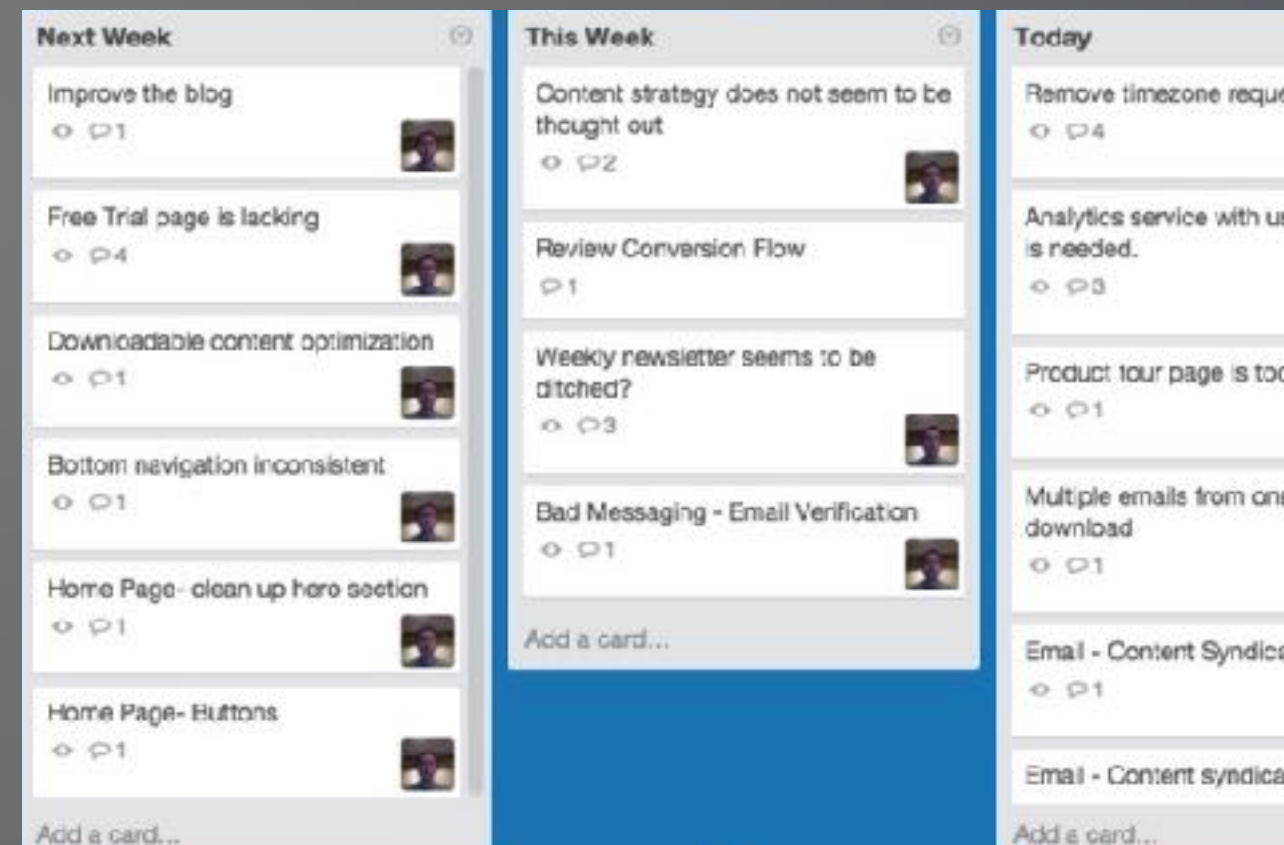 Next Week
Improve the blog
1
Free Trial page is lacking
4
Downloadable content optimization
1
Bottom navigation inconsistent
1
Home Page- clean up hero section
1
Home Page- Buttons
1
Add a card...
This Week
Content strategy does not seem to be
thought out
2
Review Conversion Flow
1
Weekly newsletter seems to be
ditched?
3
Bad Messaging - Email Verification
1
Add a card...
Today
Remove timezone
4
Analytics service with
is needed.
3
Product tour page is
1
Multiple emails from
download
1
Email - Content
1
Email - Content
Add a card...